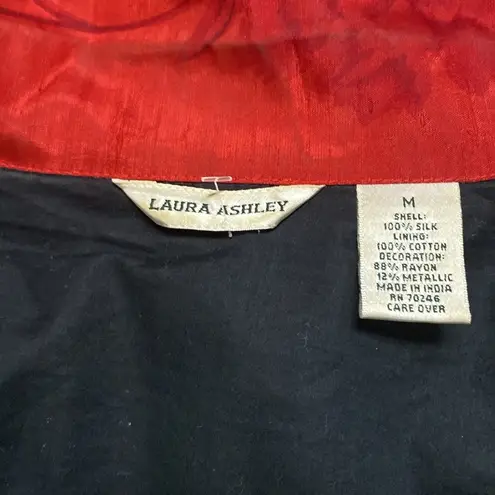 LAURA ASHLEY
M
SHELL:
100% SILK
LINING:
100% COTTON
DECORATION:
88% RAYON
12% METALLIC
MADE IN INDIA
RN 70246
CARE OVER